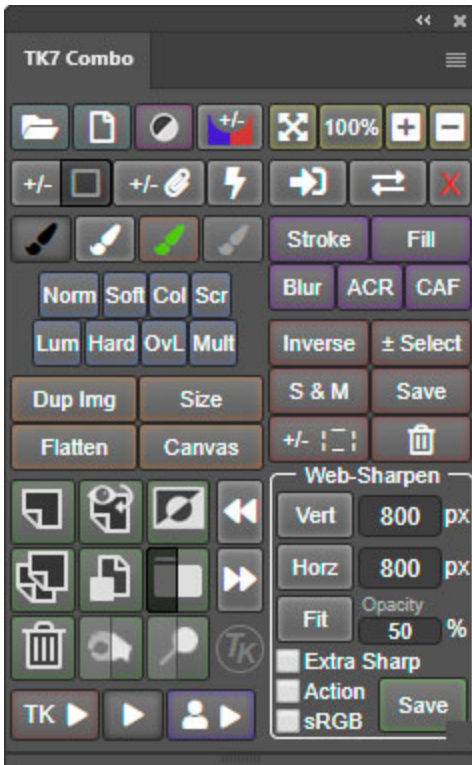 TK7 Combo
+/- 100% + -
+/- +/- X
Stroke Fill
Norm Soft Col Scr Blur ACR CAF
Lum Hard OvL Mult Inverse ± Select
Dup Img Size S & M Save
Flatten Canvas +/-
Web-Sharpen
Vert 800 px
Horz 800 px
Fit Opacity
50 %
TK
Extra Sharp
Action
sRGB Save
TK